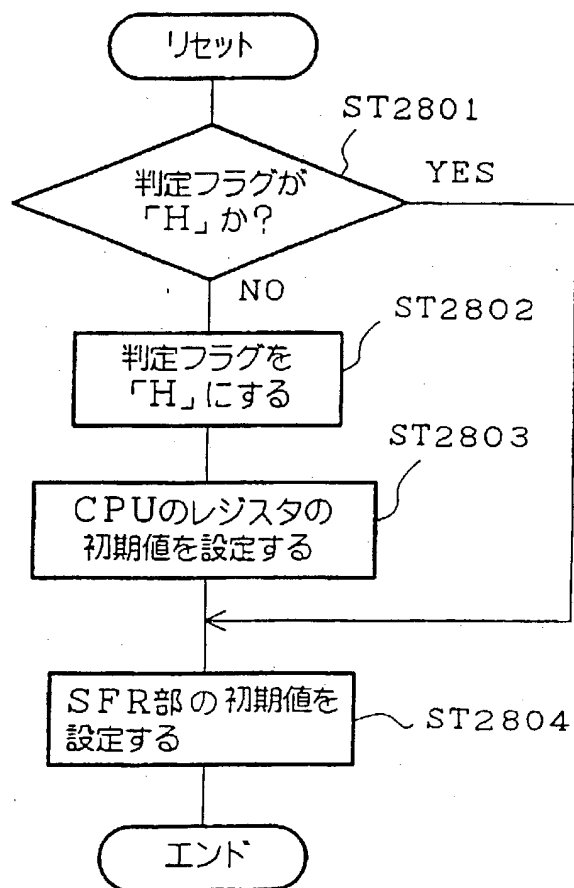 リセット
ST2801
判定フラグが
「H」か?
YES
NO
ST2802
判定フラグを
「H」にする
ST2803
CPUのレジスタの
初期値を設定する
SFR部の初期値を
設定する
ST2804
エンド